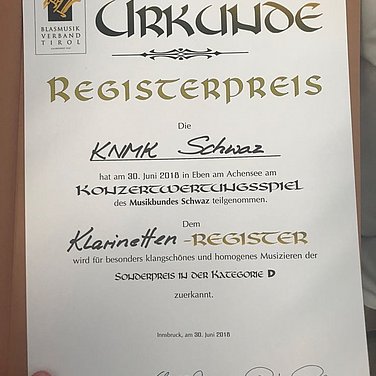 URKUNDE
BLASMUSIK
VERBAND
TIROL
REGISTERPREIS
Die
KNMK Schwaz
hat am 30. Juni 2018 in Eben am Achensee am
KONZERTWERTUNGSSPIEL
des Musikbundes Schwaz teilgenommen.
Dem
Klarinetten-REGISTER
wird für besonders klangschönes und homogenes Musizieren der
SONDERPREIS IN DER KATEGORIE D
zuerkannt.
Innsbruck, am 30. Juni 2018